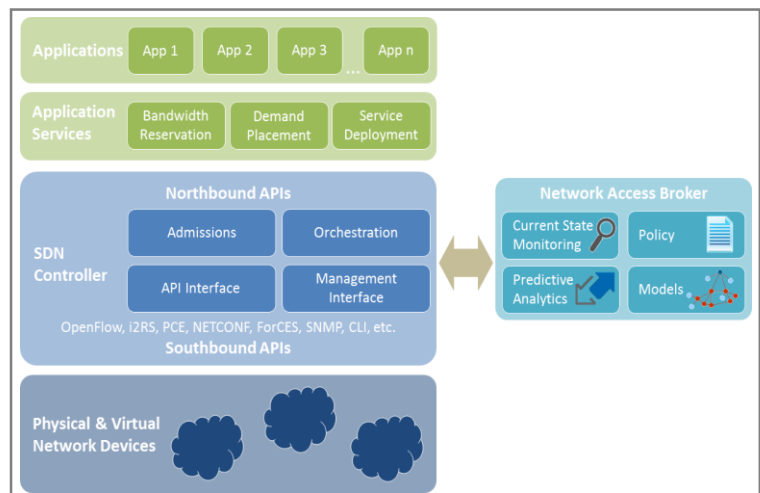 Applications
App 1
App 2
App 3
...
App n
Application
Services
Bandwidth
Reservation
Demand
Placement
Service
Deployment
Northbound APIs
SDN
Controller
Admissions
Orchestration
API Interface
Management
Interface
OpenFlow, i2RS, PCE, NETCONF, ForCES, SNMP, CLI, etc.
Southbound APIs
Network Access Broker
Current State
Monitoring
Policy
Predictive
Analytics
Models
Physical & Virtual
Network Devices